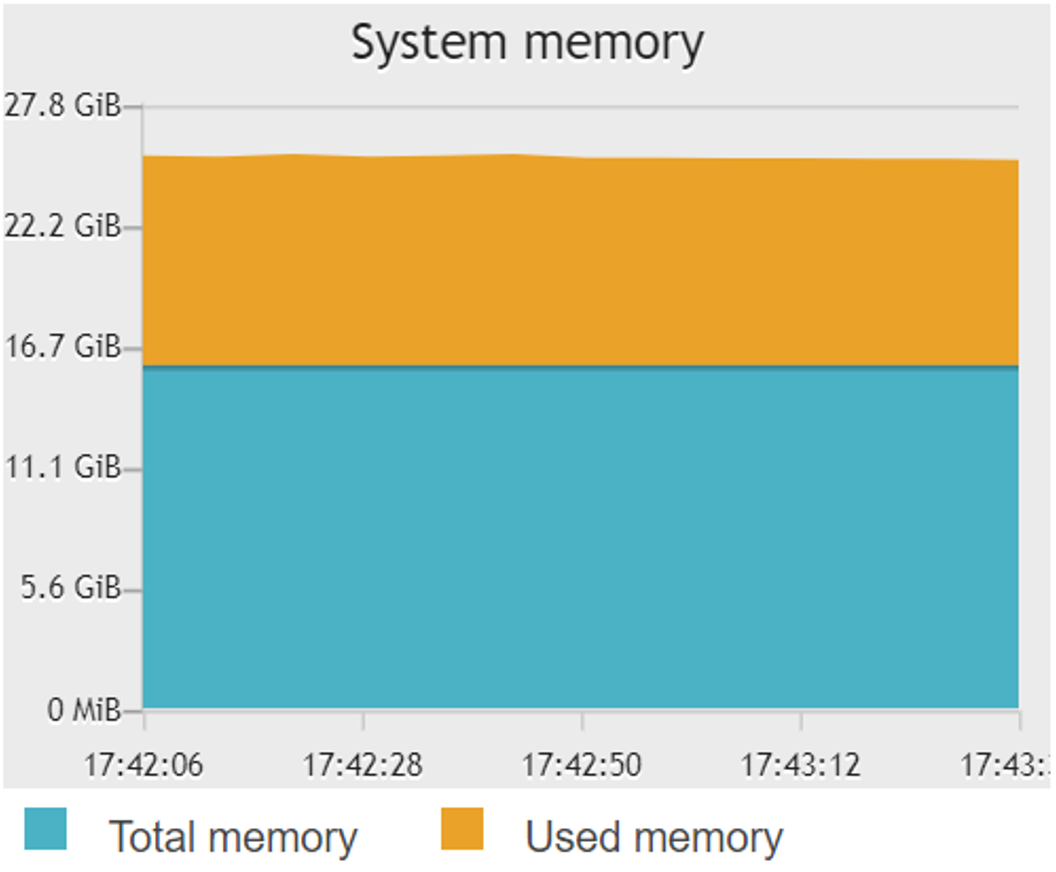 System memory
27.8 GiB
22.2 GiB
16.7 GiB
11.1 GiB
5.6 GiB
0 MiB
17:42:06 17:42:28 17:42:50 17:43:12
Total memory Used memory